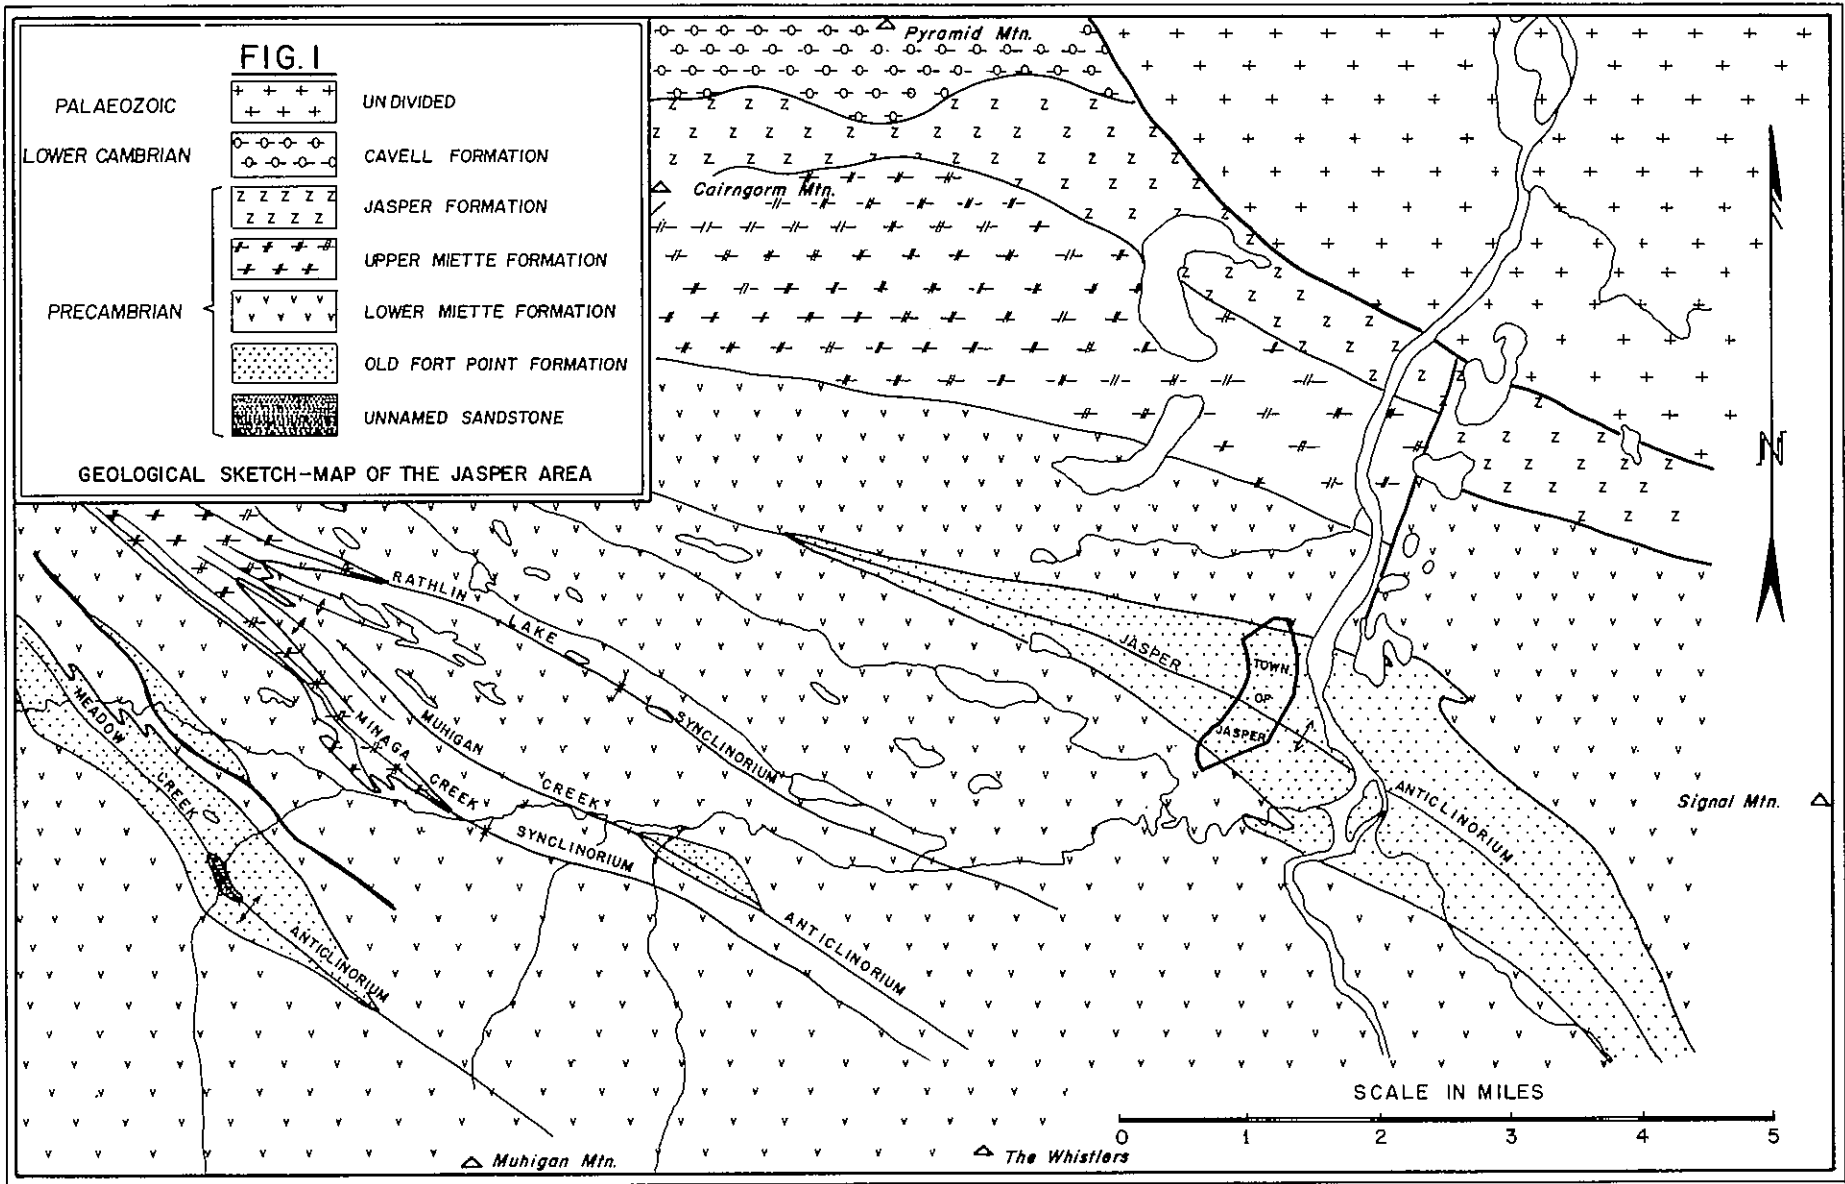 FIG. 1
PALAEOZOIC
UNDIVIDED
LOWER CAMBRIAN
CAVELL FORMATION
JASPER FORMATION
UPPER MIETTE FORMATION
PRECAMBRIAN
LOWER MIETTE FORMATION
OLD FORT POINT FORMATION
UNNAMED SANDSTONE
GEOLOGICAL SKETCH-MAP OF THE JASPER AREA
Pyramid Mtn.
Cairngorm Mtn.
N
RATHLIN LAKE SYNCLINORIUM
JASPER ANTICLINORIUM
TOWN
OF
JASPER
MEADOW CREEK ANTICLINORIUM
MINAGA CREEK SYNCLINORIUM
MUHIGAN CREEK ANTICLINORIUM
Signal Mtn.
Muhigan Mtn.
The Whistlers
SCALE IN MILES
0 1 2 3 4 5